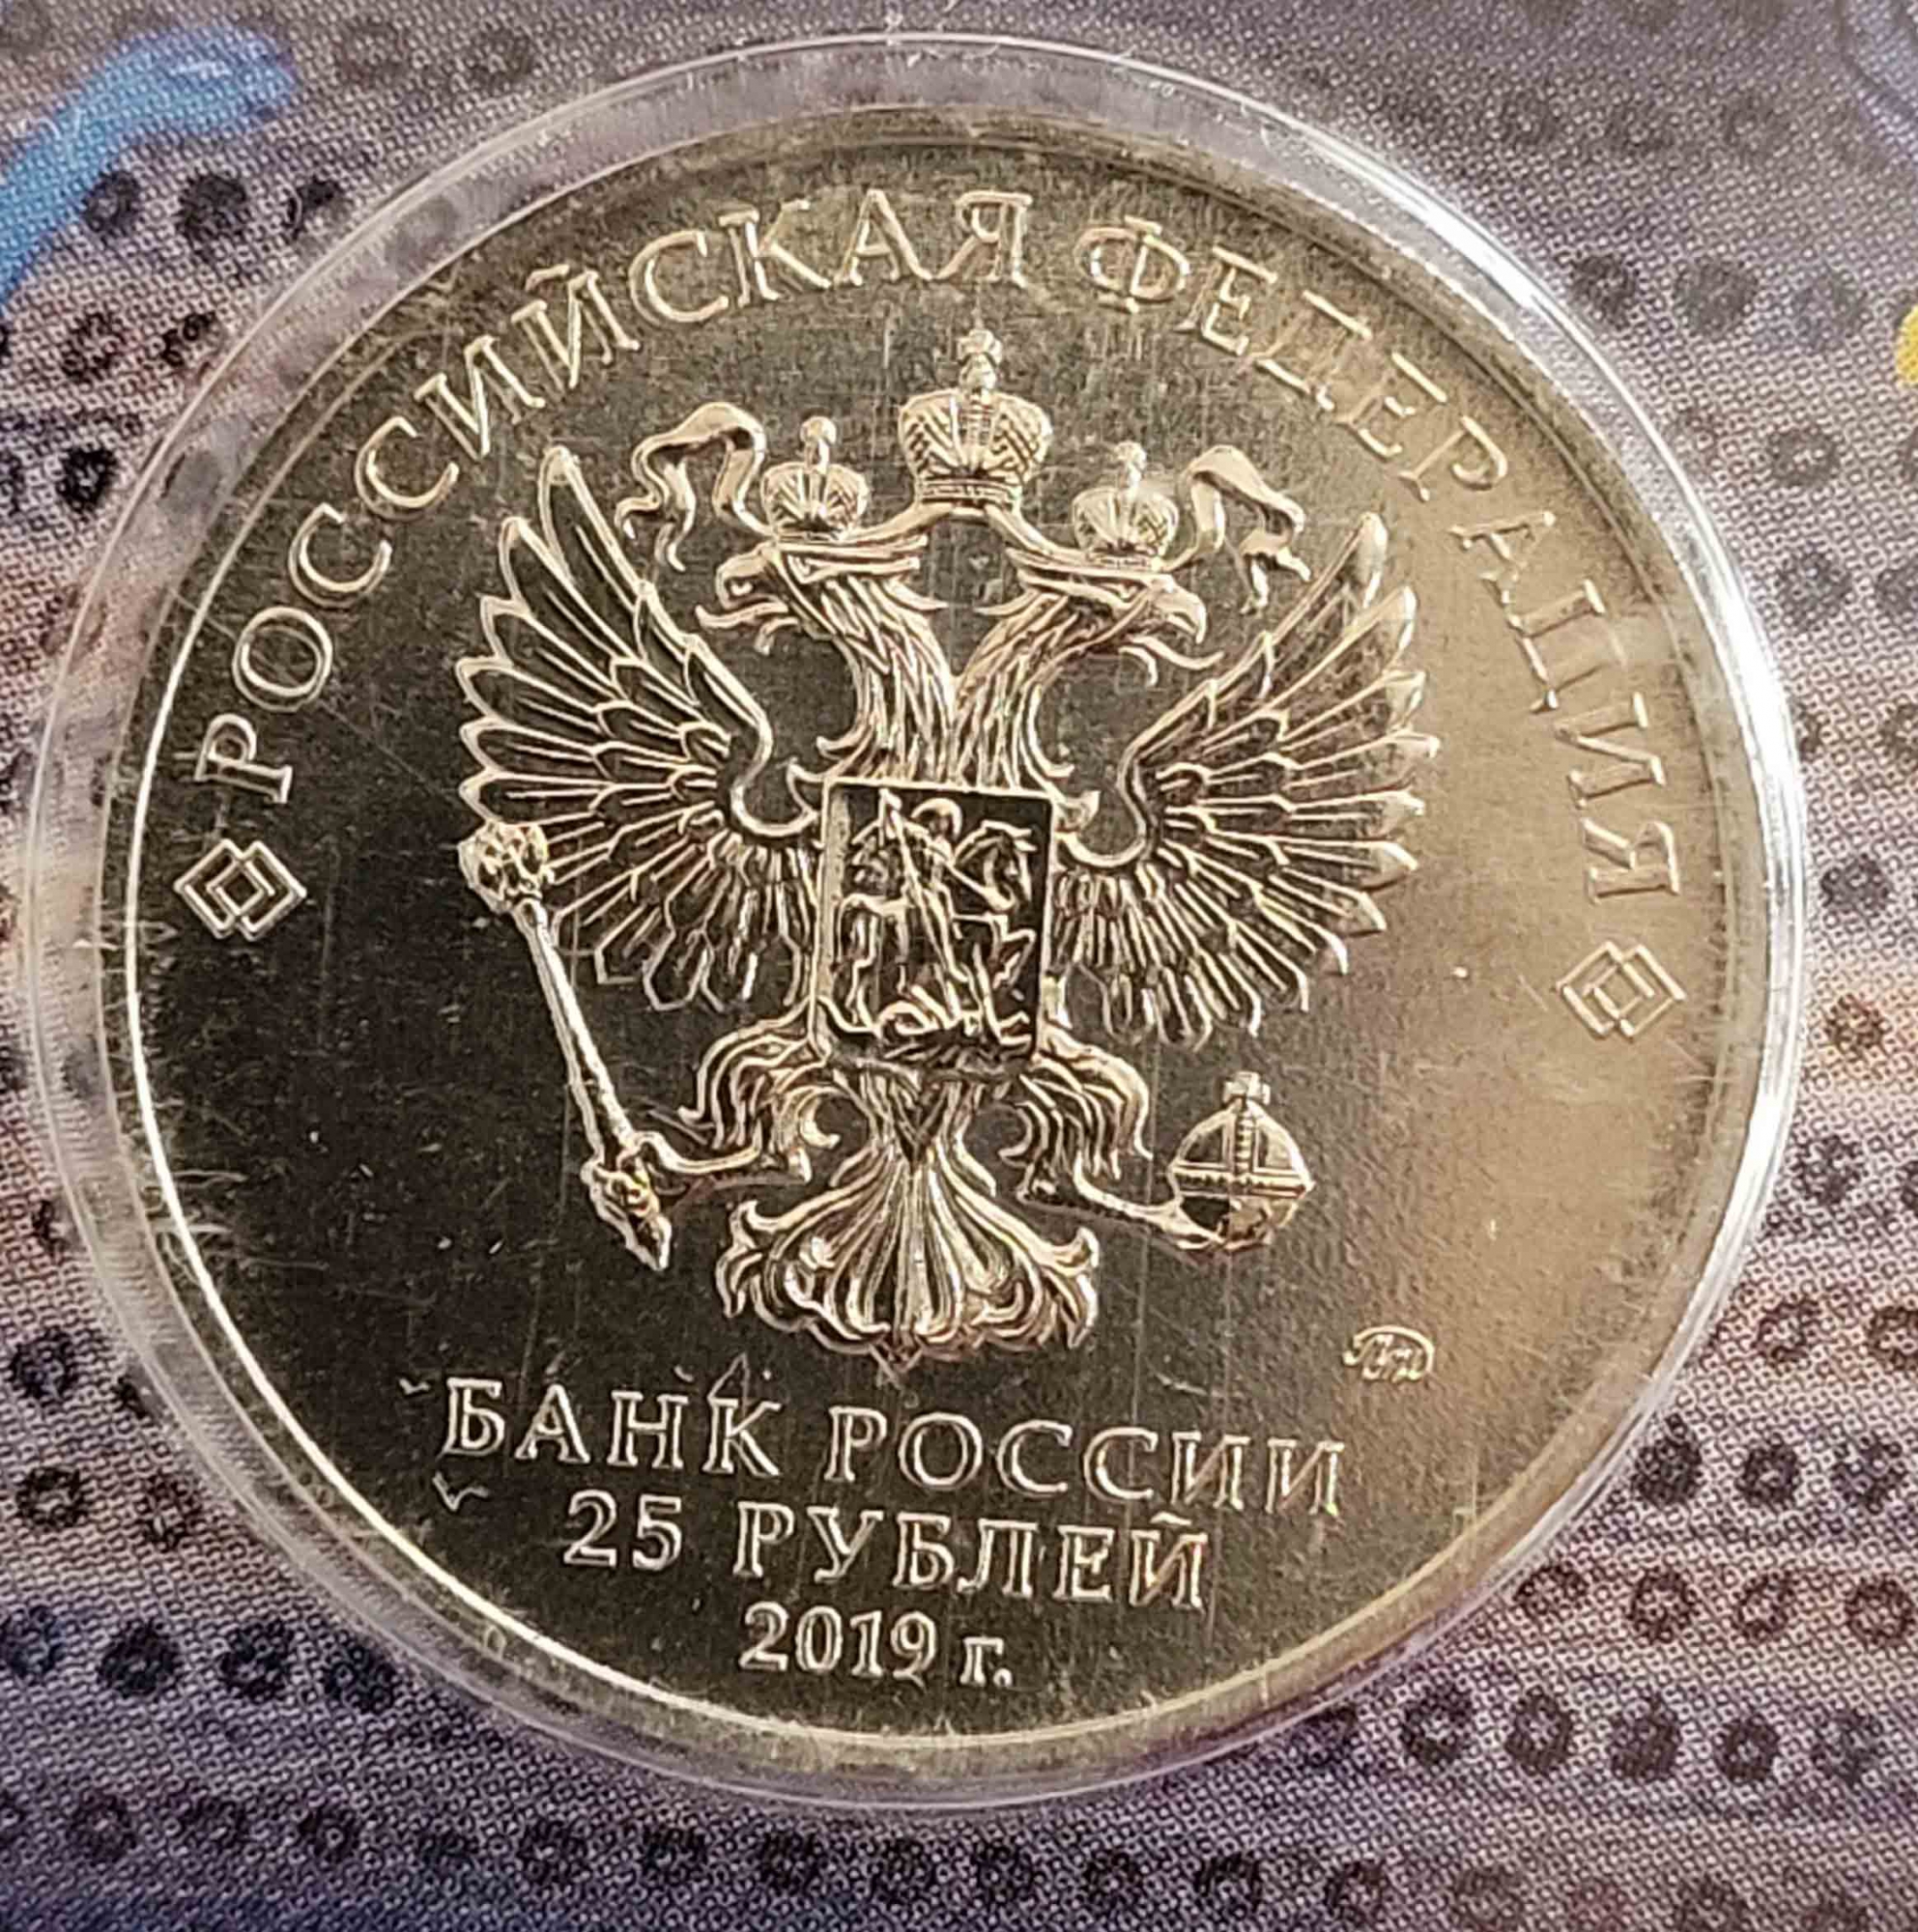 РОССИЙСКАЯ ФЕДЕРАЦИЯ
БАНК РОССИИ
25 РУБЛЕЙ
2019 г.